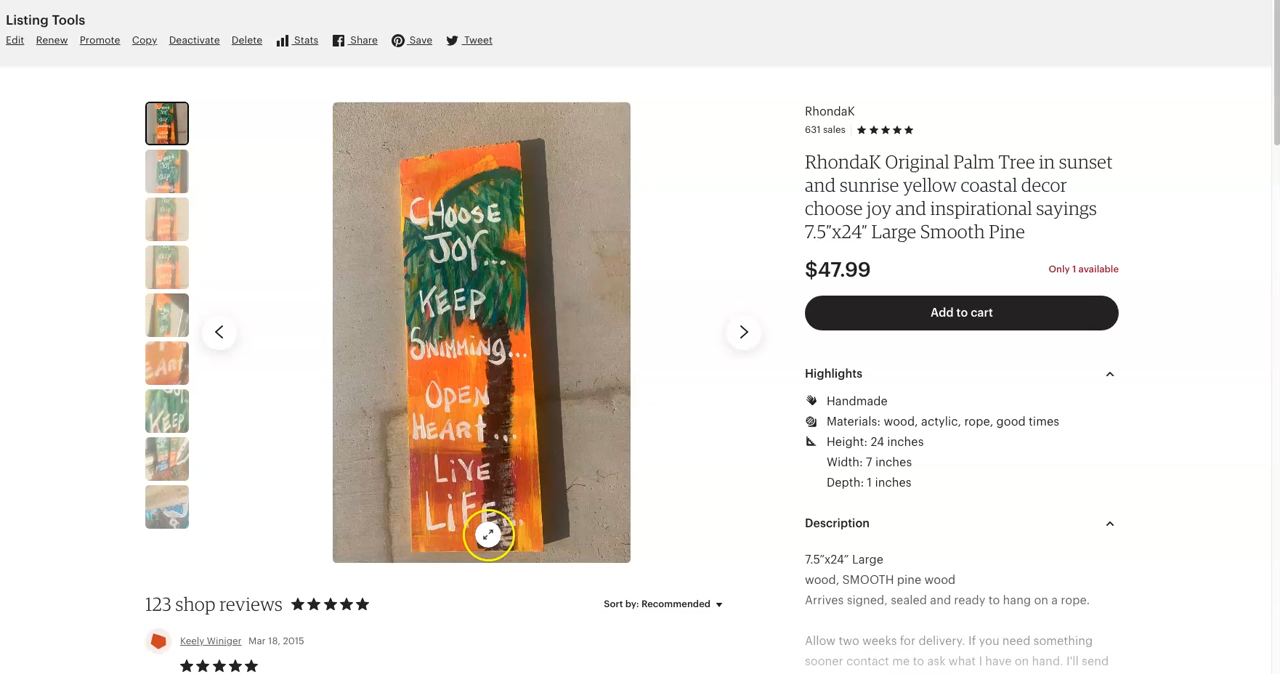 Listing Tools
Edit Renew Promote Copy Deactivate Delete Stats Share Save Tweet
CHOOSE
JOY...
KEEP
SWIMMING...
OPEN
HEART...
LIVE
LIFE...
EART
KEEP
RhondaK
631 sales
RhondaK Original Palm Tree in sunset
and sunrise yellow coastal decor
choose joy and inspirational sayings
7.5”x24” Large Smooth Pine
$47.99
Only 1 available
Add to cart
Highlights
Handmade
Materials: wood, actylic, rope, good times
Height: 24 inches
Width: 7 inches
Depth: 1 inches
Description
7.5”x24” Large
wood, SMOOTH pine wood
Arrives signed, sealed and ready to hang on a rope.
Allow two weeks for delivery. If you need something
sooner contact me to ask what I have on hand. I'll send
123 shop reviews
Sort by: Recommended
Keely Winiger Mar 18, 2015